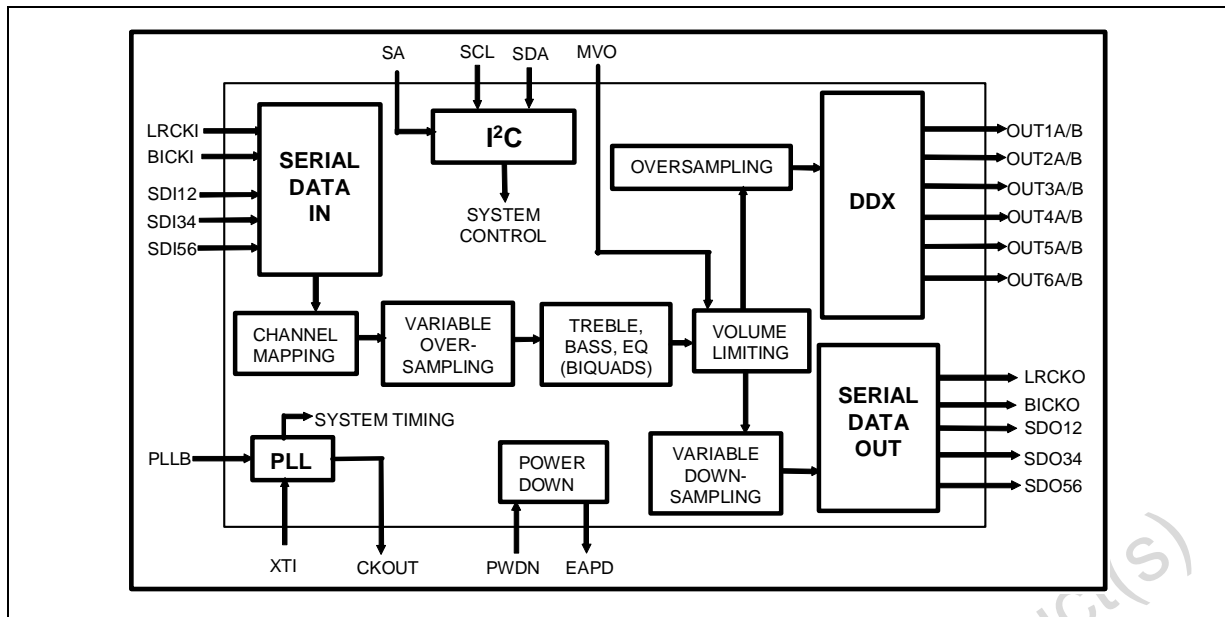 SA
SCL
SDA
MVO
LRCKI
BICKI
SDI12
SDI34
SDI56
SERIAL
DATA
IN
I²C
SYSTEM
CONTROL
OVERSAMPLING
DDX
OUT1A/B
OUT2A/B
OUT3A/B
OUT4A/B
OUT5A/B
OUT6A/B
CHANNEL
MAPPING
VARIABLE
OVER-
SAMPLING
TREBLE,
BASS, EQ
(BIQUADS)
VOLUME
LIMITING
SERIAL
DATA
OUT
LRCKO
BICKO
SDO12
SDO34
SDO56
SYSTEM TIMING
PLLB
PLL
POWER
DOWN
VARIABLE
DOWN-
SAMPLING
XTI
CKOUT
PWDN
EAPD
uct(s)